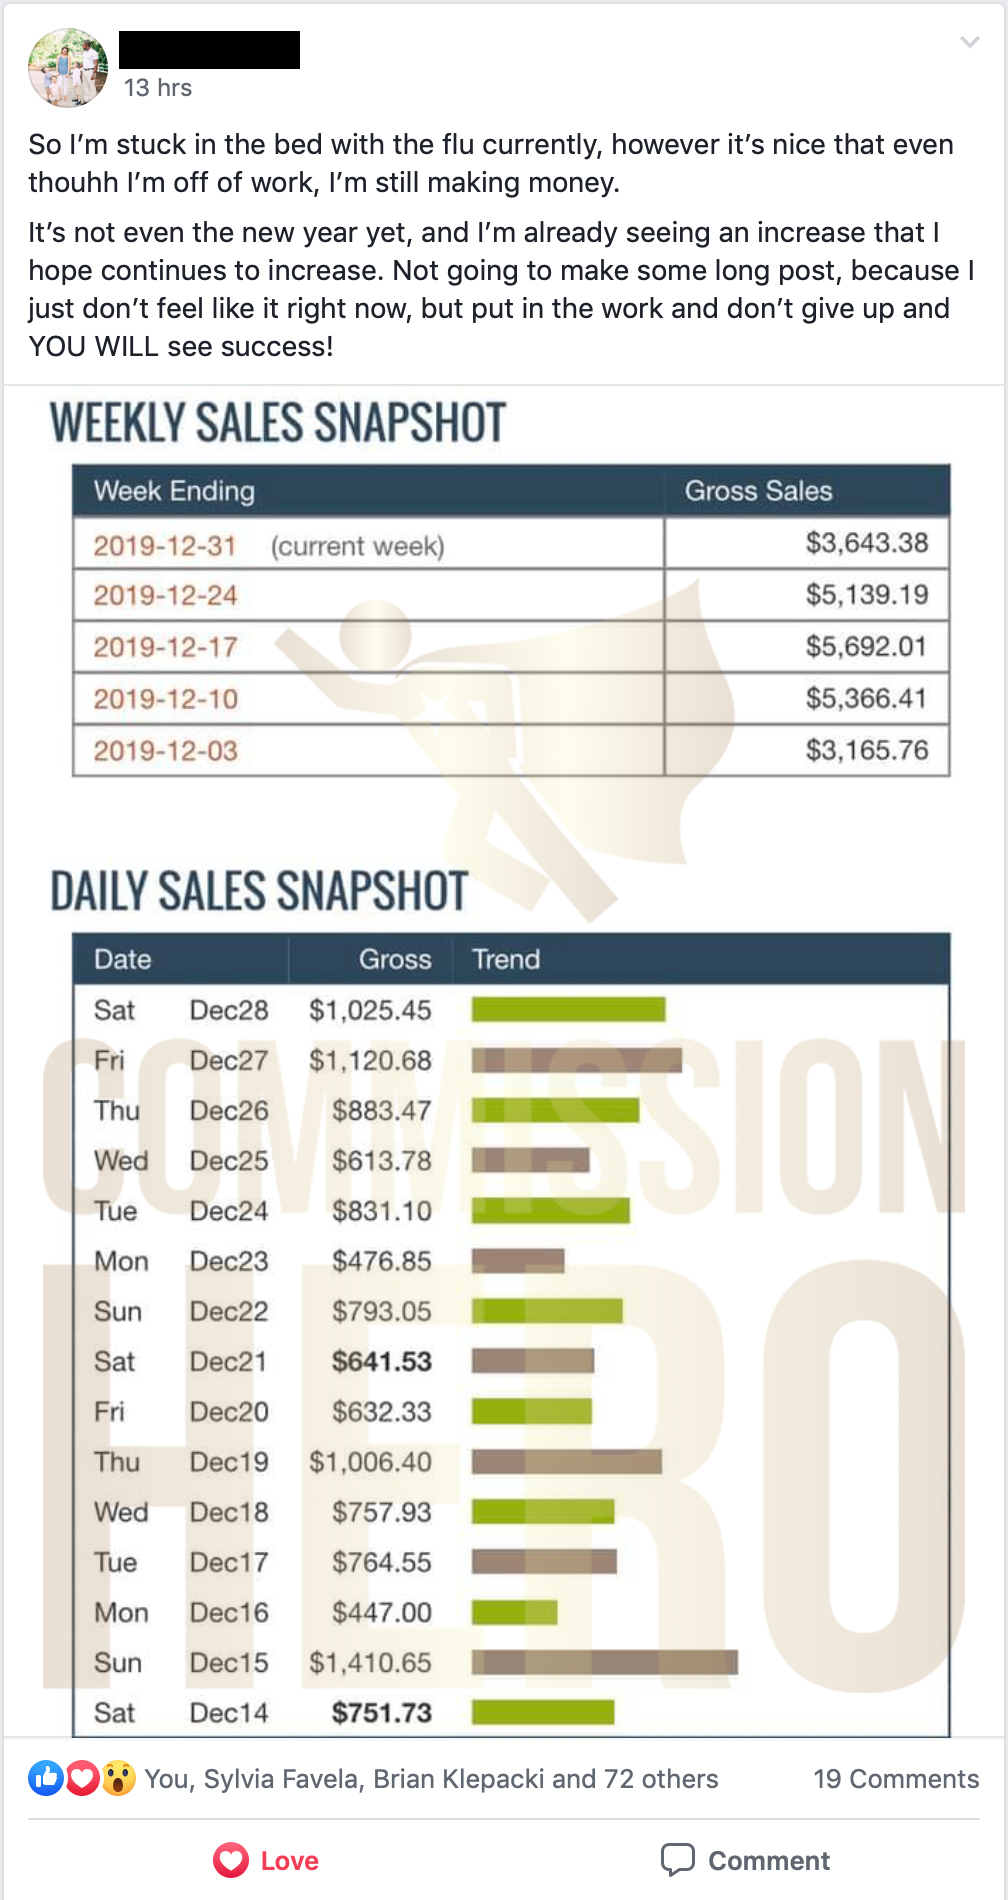 13 hrs
So I’m stuck in the bed with the flu currently, however it’s nice that even
thouhh I’m off of work, I’m still making money.
It’s not even the new year yet, and I’m already seeing an increase that I
hope continues to increase. Not going to make some long post, because I
just don’t feel like it right now, but put in the work and don’t give up and
YOU WILL see success!
WEEKLY SALES SNAPSHOT
Week Ending Gross Sales
2019-12-31 (current week) $3,643.38
2019-12-24 $5,139.19
2019-12-17 $5,692.01
2019-12-10 $5,366.41
2019-12-03 $3,165.76
DAILY SALES SNAPSHOT
Date Gross Trend
Sat Dec28 $1,025.45
Fri Dec27 $1,120.68
Thu Dec26 $883.47
Wed Dec25 $613.78
Tue Dec24 $831.10
Mon Dec23 $476.85
Sun Dec22 $793.05
Sat Dec21 $641.53
Fri Dec20 $632.33
Thu Dec19 $1,006.40
Wed Dec18 $757.93
Tue Dec17 $764.55
Mon Dec16 $447.00
Sun Dec15 $1,410.65
Sat Dec14 $751.73
COMMISSION
HERO
You, Sylvia Favela, Brian Klepacki and 72 others 19 Comments
Love Comment